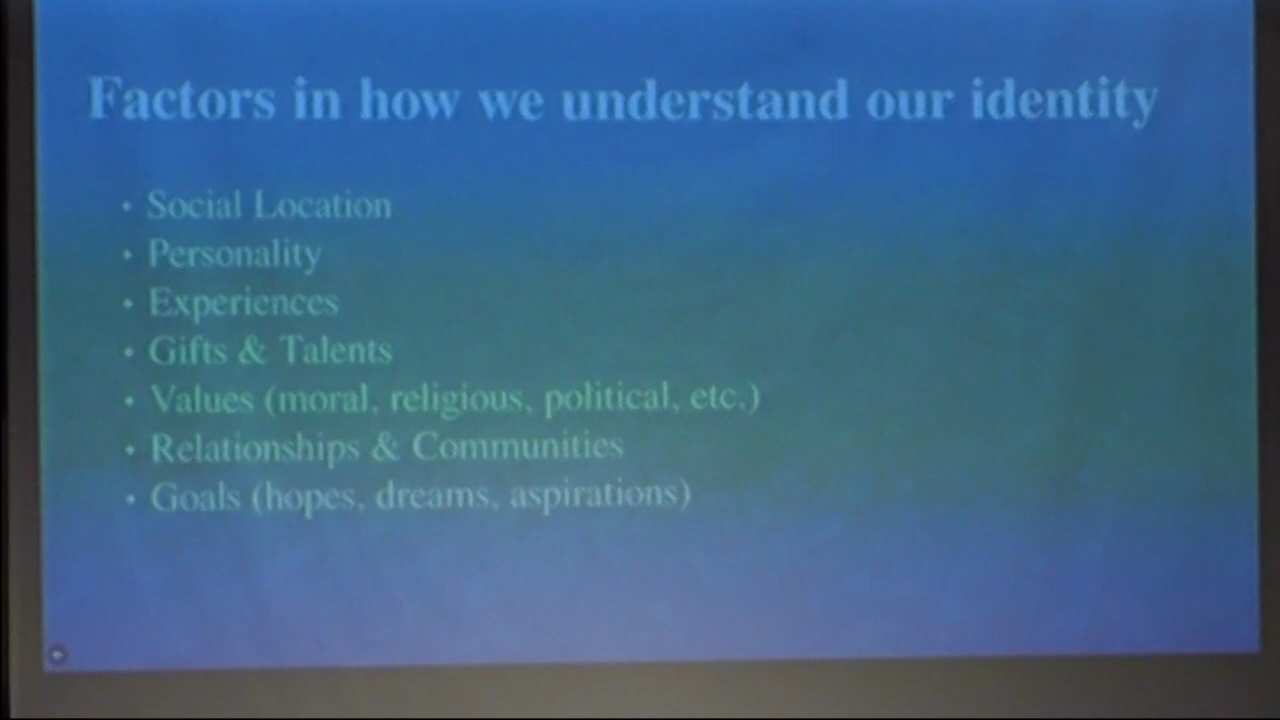 Factors in how we understand our identity
• Social Location
• Personality
• Experiences
• Gifts & Talents
• Values (moral, religious, political, etc.)
• Relationships & Communities
• Goals (hopes, dreams, aspirations)